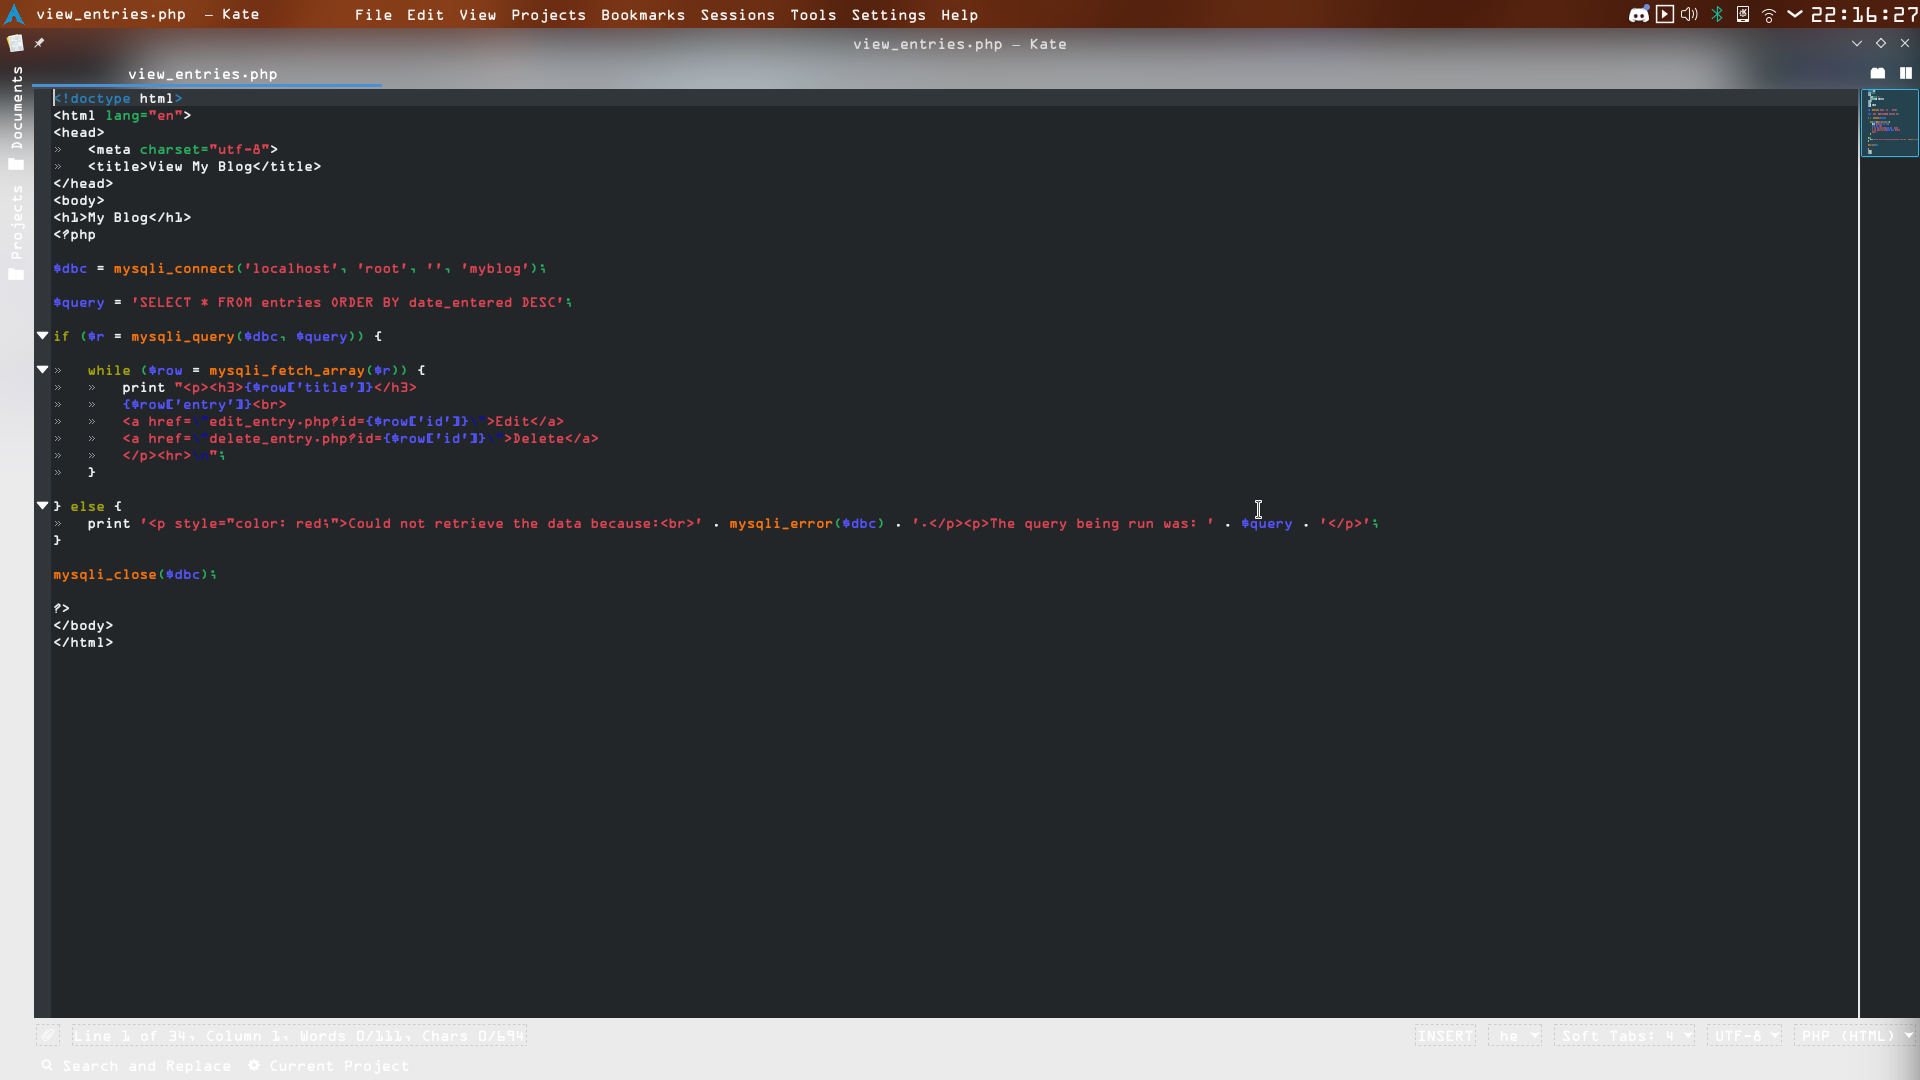 view_entries.php – Kate File Edit View Projects Bookmarks Sessions Tools Settings Help 22:16:27
view_entries.php – Kate
view_entries.php
Documents
Projects
<!doctype html>
<html lang="en">
<head>
» <meta charset="utf-8">
» <title>View My Blog</title>
</head>
<body>
<h1>My Blog</h1>
<?php
$dbc = mysqli_connect('localhost', 'root', '', 'myblog');
$query = 'SELECT * FROM entries ORDER BY date_entered DESC';
if ($r = mysqli_query($dbc, $query)) {
» while ($row = mysqli_fetch_array($r)) {
» » print "<p><h3>{$row['title']}</h3>
» » {$row['entry']}<br>
» » <a href=\"edit_entry.php?id={$row['id']}\">Edit</a>
» » <a href=\"delete_entry.php?id={$row['id']}\">Delete</a>
» » </p><hr>\n";
» }
} else {
» print '<p style="color: red;">Could not retrieve the data because:<br>' . mysqli_error($dbc) . '.</p><p>The query being run was: ' . $query . '</p>';
}
mysqli_close($dbc);
?>
</body>
</html>
Line 1 of 34, Column 1, Words 0/111, Chars 0/694 INSERT he Soft Tabs: 4 UTF-8 PHP (HTML)
Search and Replace Current Project